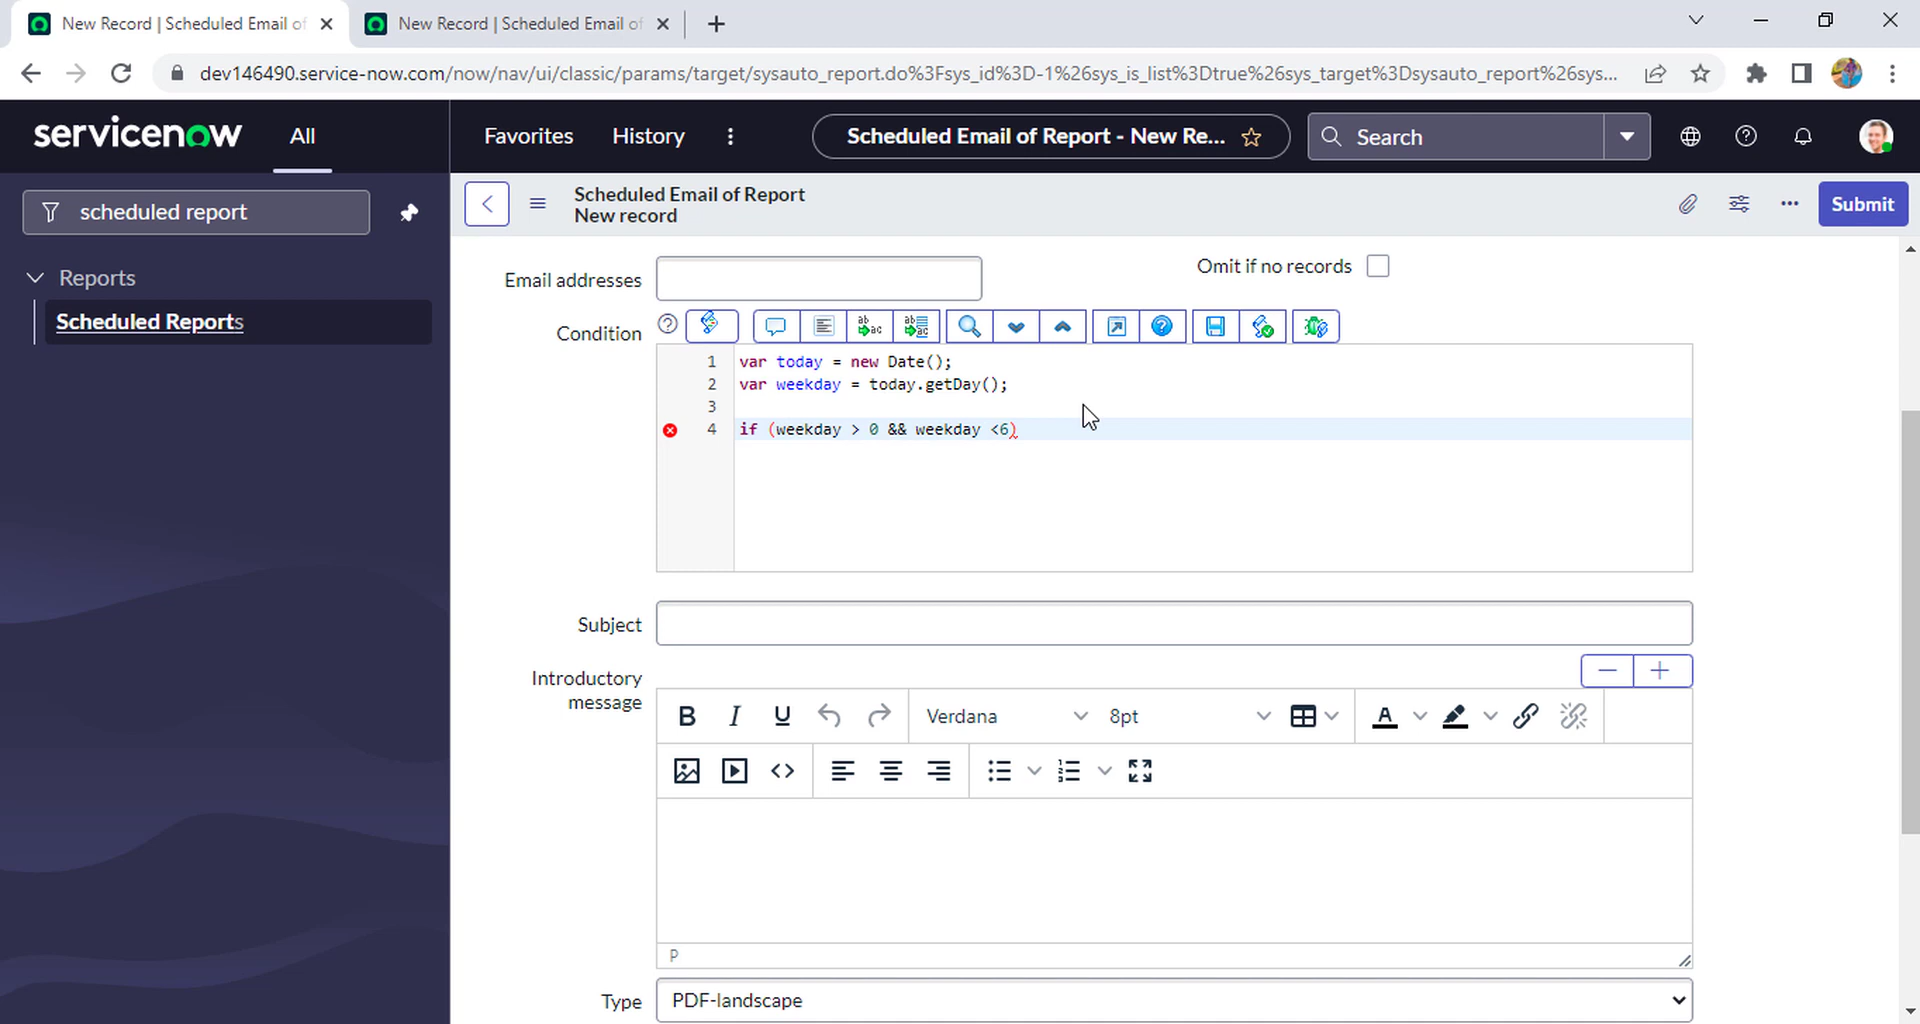 New Record | Scheduled Email of
New Record | Scheduled Email of
dev146490.service-now.com/now/nav/ui/classic/params/target/sysauto_report.do%3Fsys_id%3D-1%26sys_is_list%3Dtrue%26sys_target%3Dsysauto_report%26sys...
servicenow
All
Favorites
History
Scheduled Email of Report - New Re...
Search
scheduled report
Scheduled Email of Report
New record
Submit
Reports
Scheduled Reports
Email addresses
Omit if no records
Condition
1 var today = new Date();
2 var weekday = today.getDay();
3
4 if (weekday > 0 && weekday <6)
Subject
Introductory
message
B I U
Verdana
8pt
A
P
Type
PDF-landscape